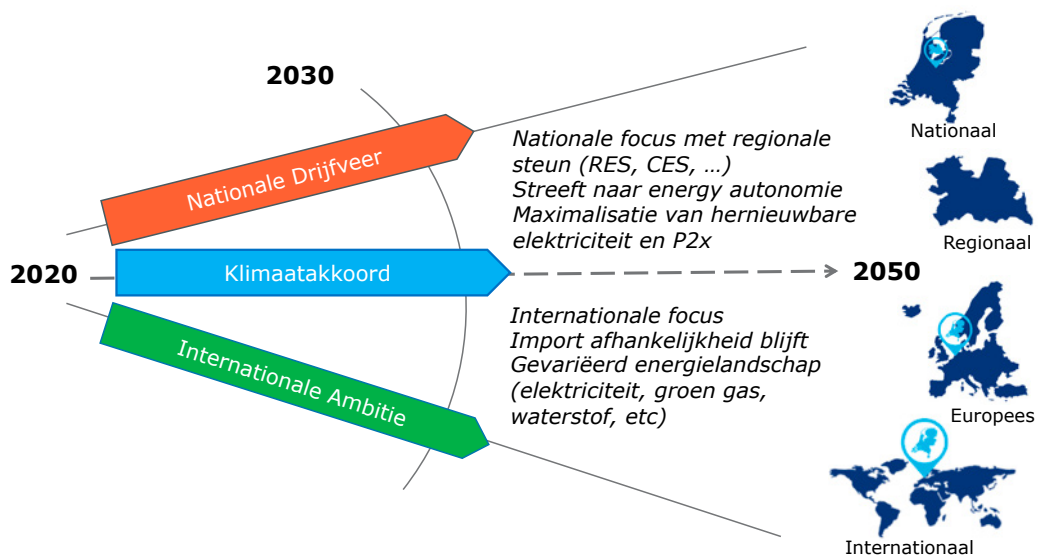 2030
2020
Nationale Drijfveer
Klimaatakkoord
Internationale Ambitie
Nationale focus met regionale
steun (RES, CES, …)
Streeft naar energy autonomie
Maximalisatie van hernieuwbare
elektriciteit en P2x
2050
Internationale focus
Import afhankelijkheid blijft
Gevariëerd energielandschap
(elektriciteit, groen gas,
waterstof, etc)
Nationaal
Regionaal
Europees
Internationaal